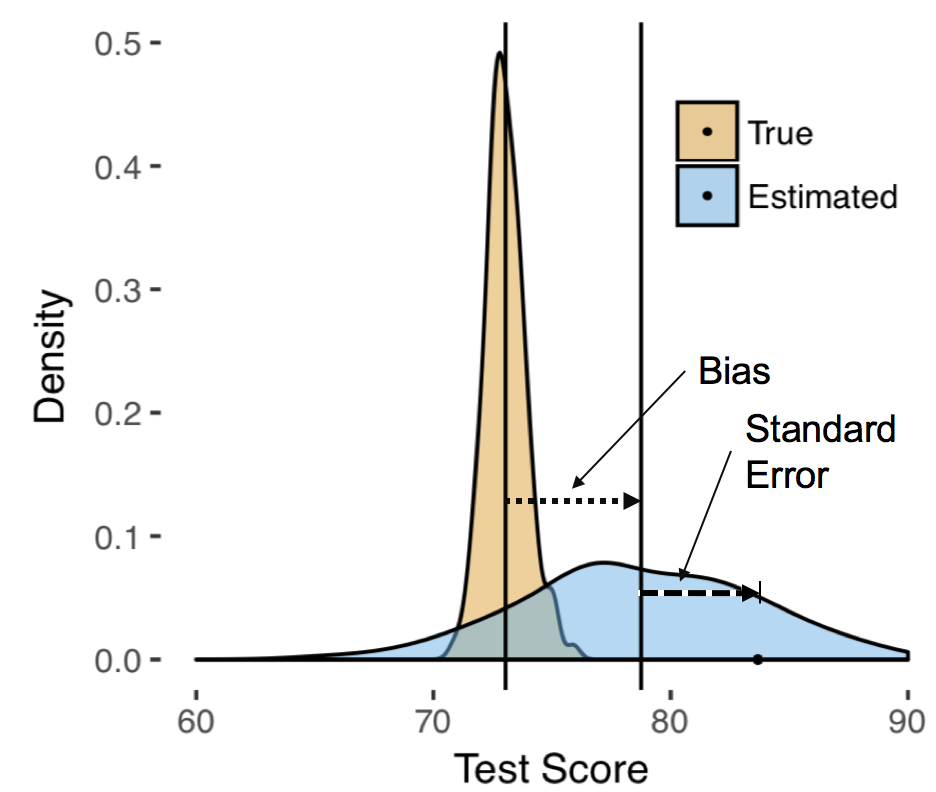 0.5
0.4
0.3
0.2
0.1
0.0
Density
True
Estimated
Bias
Standard
Error
60 70 80 90
Test Score